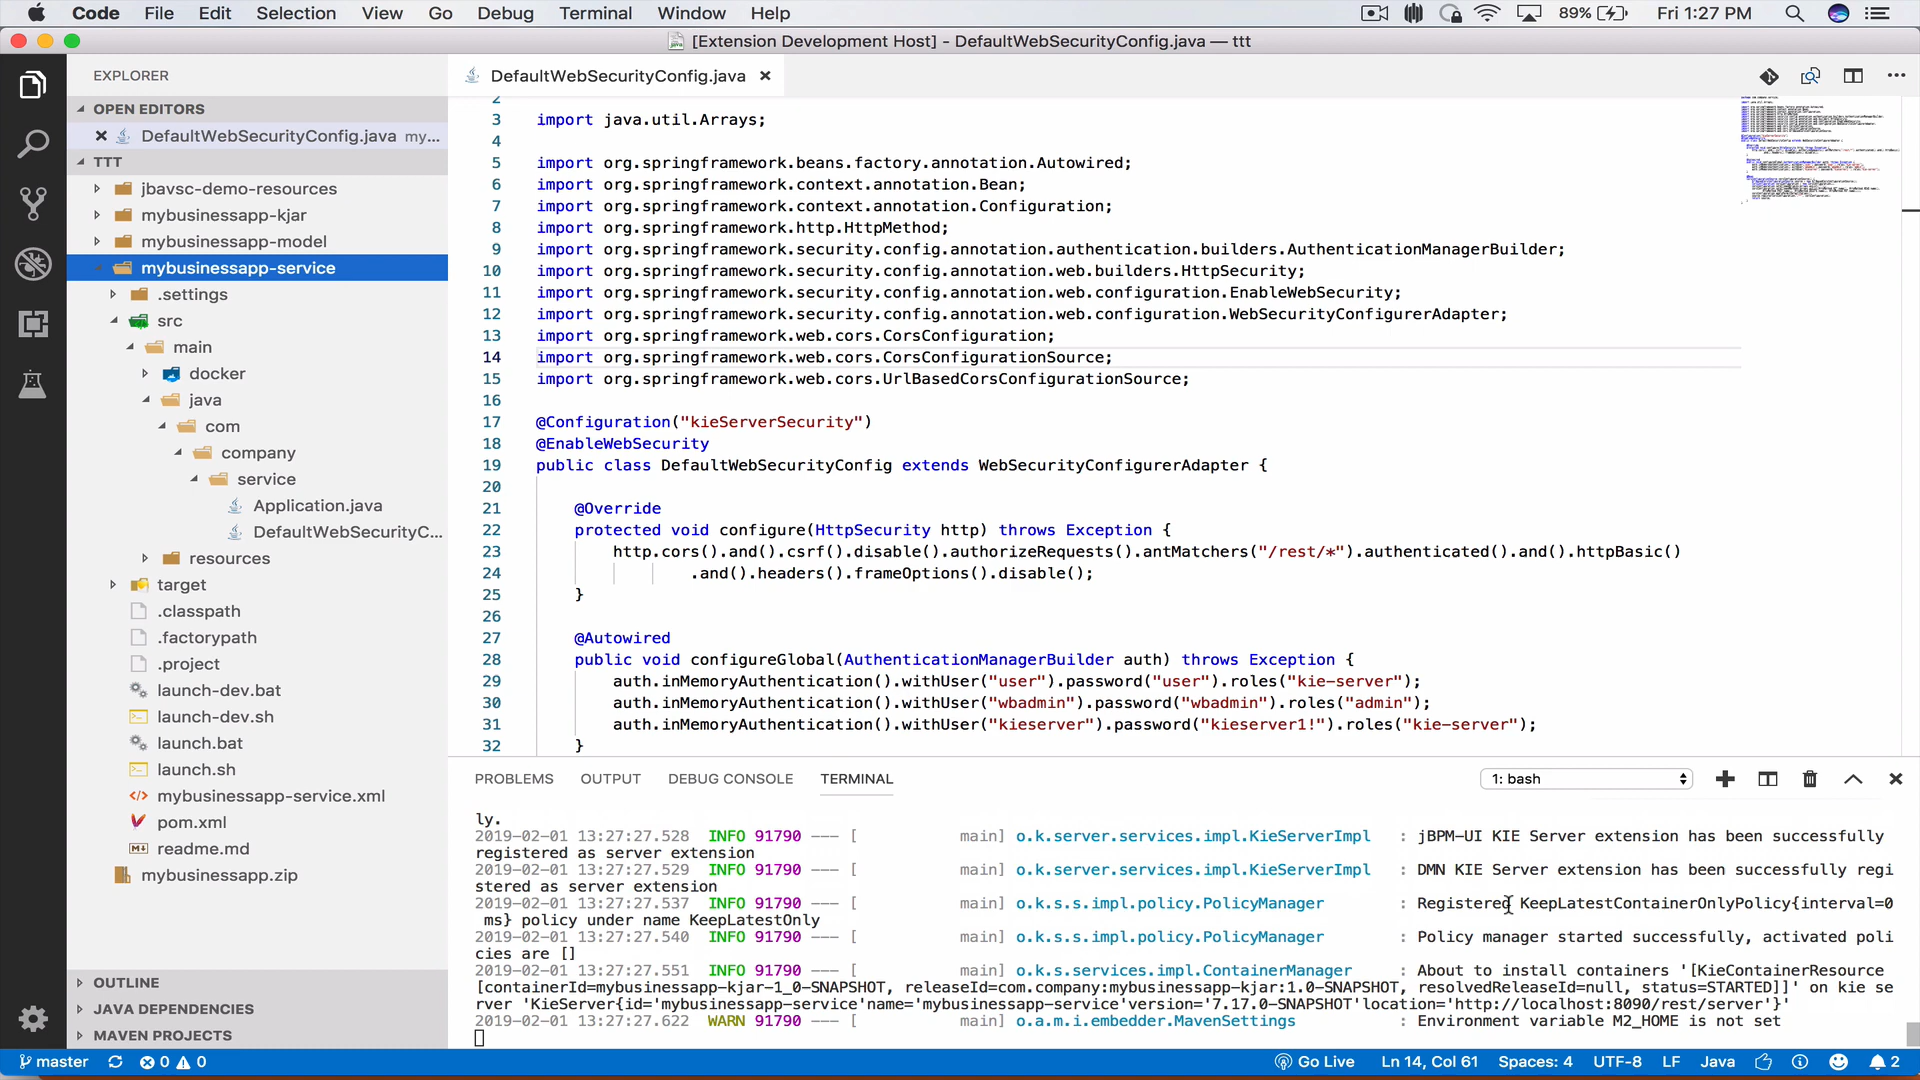 Code File Edit Selection View Go Debug Terminal Window Help 89% Fri 1:27 PM
[Extension Development Host] - DefaultWebSecurityConfig.java — ttt
EXPLORER
OPEN EDITORS
DefaultWebSecurityConfig.java my...
TTT
jbavsc-demo-resources
mybusinessapp-kjar
mybusinessapp-model
mybusinessapp-service
.settings
src
main
docker
java
com
company
service
Application.java
DefaultWebSecurityC...
resources
target
.classpath
.factorypath
.project
launch-dev.bat
launch-dev.sh
launch.bat
launch.sh
mybusinessapp-service.xml
pom.xml
readme.md
mybusinessapp.zip
OUTLINE
JAVA DEPENDENCIES
MAVEN PROJECTS
DefaultWebSecurityConfig.java
2
3 import java.util.Arrays;
4
5 import org.springframework.beans.factory.annotation.Autowired;
6 import org.springframework.context.annotation.Bean;
7 import org.springframework.context.annotation.Configuration;
8 import org.springframework.http.HttpMethod;
9 import org.springframework.security.config.annotation.authentication.builders.AuthenticationManagerBuilder;
10 import org.springframework.security.config.annotation.web.builders.HttpSecurity;
11 import org.springframework.security.config.annotation.web.configuration.EnableWebSecurity;
12 import org.springframework.security.config.annotation.web.configuration.WebSecurityConfigurerAdapter;
13 import org.springframework.web.cors.CorsConfiguration;
14 import org.springframework.web.cors.CorsConfigurationSource;
15 import org.springframework.web.cors.UrlBasedCorsConfigurationSource;
16
17 @Configuration("kieServerSecurity")
18 @EnableWebSecurity
19 public class DefaultWebSecurityConfig extends WebSecurityConfigurerAdapter {
20
21 @Override
22 protected void configure(HttpSecurity http) throws Exception {
23 http.cors().and().csrf().disable().authorizeRequests().antMatchers("/rest/*").authenticated().and().httpBasic()
24 .and().headers().frameOptions().disable();
25 }
26
27 @Autowired
28 public void configureGlobal(AuthenticationManagerBuilder auth) throws Exception {
29 auth.inMemoryAuthentication().withUser("user").password("user").roles("kie-server");
30 auth.inMemoryAuthentication().withUser("wbadmin").password("wbadmin").roles("admin");
31 auth.inMemoryAuthentication().withUser("kieserver").password("kieserver1!").roles("kie-server");
32 }
PROBLEMS OUTPUT DEBUG CONSOLE TERMINAL 1: bash
ly.
2019-02-01 13:27:27.528 INFO 91790 --- [ main] o.k.server.services.impl.KieServerImpl : jBPM-UI KIE Server extension has been successfully
registered as server extension
2019-02-01 13:27:27.529 INFO 91790 --- [ main] o.k.server.services.impl.KieServerImpl : DMN KIE Server extension has been successfully regi
stered as server extension
2019-02-01 13:27:27.537 INFO 91790 --- [ main] o.k.s.s.impl.policy.PolicyManager : Registered KeepLatestContainerOnlyPolicy{interval=0
ms} policy under name KeepLatestOnly
2019-02-01 13:27:27.540 INFO 91790 --- [ main] o.k.s.s.impl.policy.PolicyManager : Policy manager started successfully, activated poli
cies are []
2019-02-01 13:27:27.551 INFO 91790 --- [ main] o.k.s.services.impl.ContainerManager : About to install containers '[KieContainerResource
[containerId=mybusinessapp-kjar-1_0-SNAPSHOT, releaseId=com.company:mybusinessapp-kjar:1.0-SNAPSHOT, resolvedReleaseId=null, status=STARTED]]' on kie se
rver 'KieServer{id='mybusinessapp-service'name='mybusinessapp-service'version='7.17.0-SNAPSHOT'location='http://localhost:8090/rest/server'}'
2019-02-01 13:27:27.622 WARN 91790 --- [ main] o.a.m.i.embedder.MavenSettings : Environment variable M2_HOME is not set
master 0 0 Go Live Ln 14, Col 61 Spaces: 4 UTF-8 LF Java 2